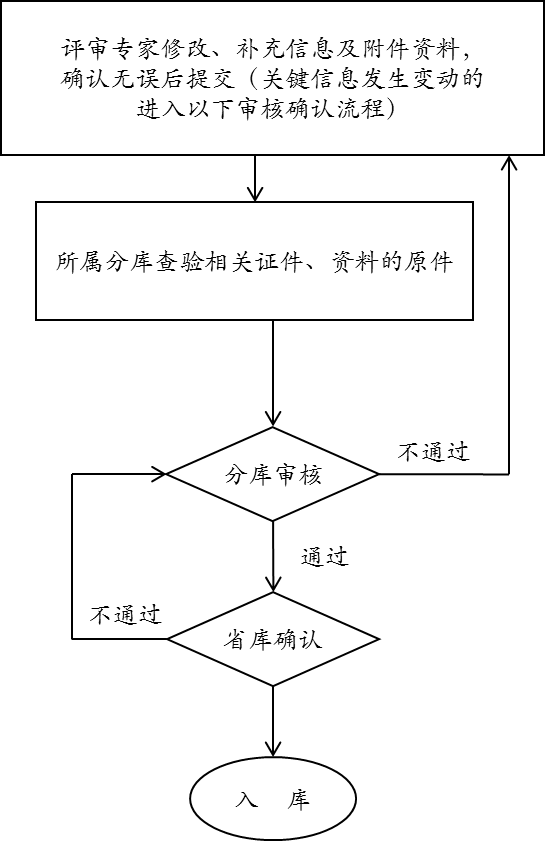 评审专家修改、补充信息及附件资料，
确认无误后提交（关键信息发生变动的
进入以下审核确认流程）
所属分库查验相关证件、资料的原件
不通过
分库审核
通过
不通过
省库确认
入 库